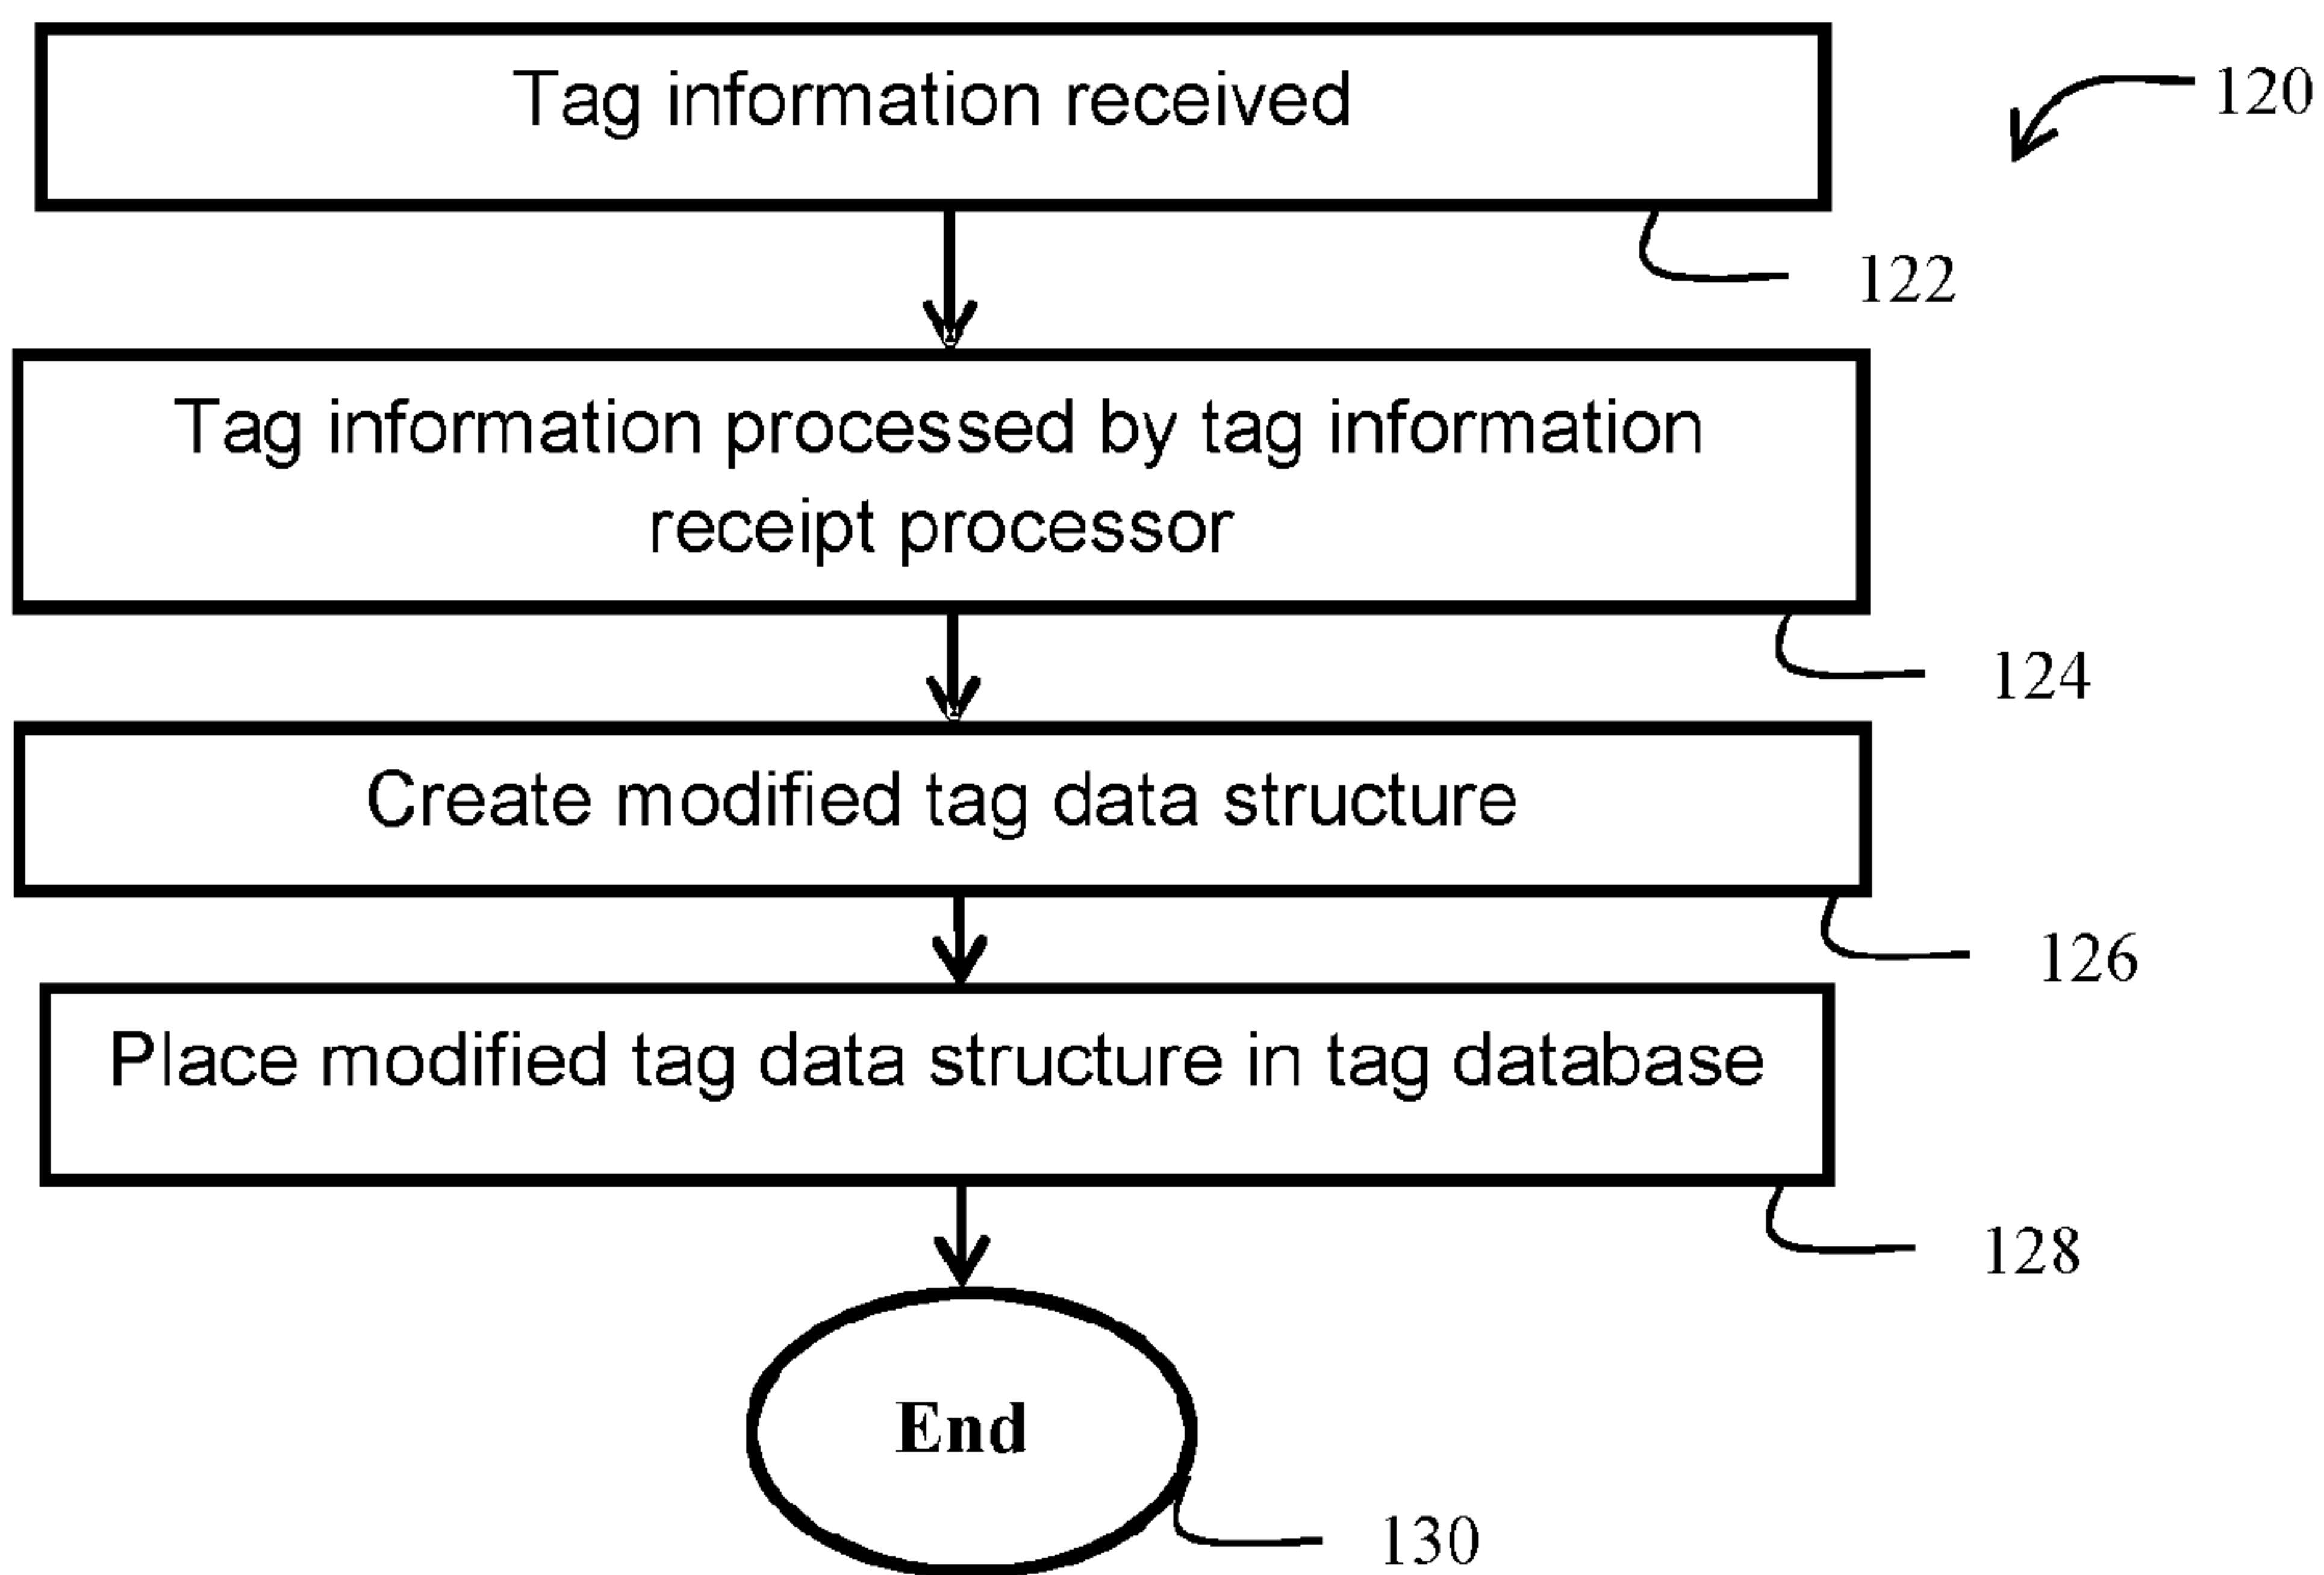 Tag information received
120
122
Tag information processed by tag information
receipt processor
124
Create modified tag data structure
126
Place modified tag data structure in tag database
128
End
130